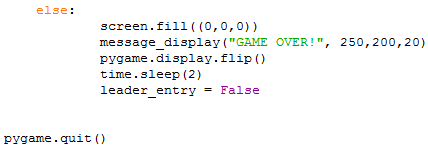 else:
screen.fill((0,0,0))
message_display("GAME OVER!", 250,200,20)
pygame.display.flip()
time.sleep(2)
leader_entry = False
pygame.quit()